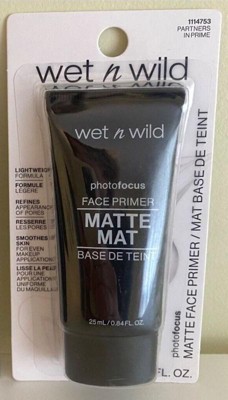 1114753
PARTNERS
IN PRIME
wet n wild
wet n wild
LIGHTWEIGHT
FORMULA
FORMULE
LÉGÈRE
REFINES
APPEARANCE
OF PORES
RESSERRE
LES PORES
SMOOTHES
SKIN
FOR EVEN
MAKEUP
APPLICATION
LISSE LA PEAU
POUR UNE
APPLICATION
UNIFORME
DU MAQUILLAGE
photofocus
FACE PRIMER
MATTE
MAT
BASE DE TEINT
25 mL/0.84 FL. OZ.
photofocus
MATTE FACE PRIMER / MAT BASE DE TEINT
FL. OZ.